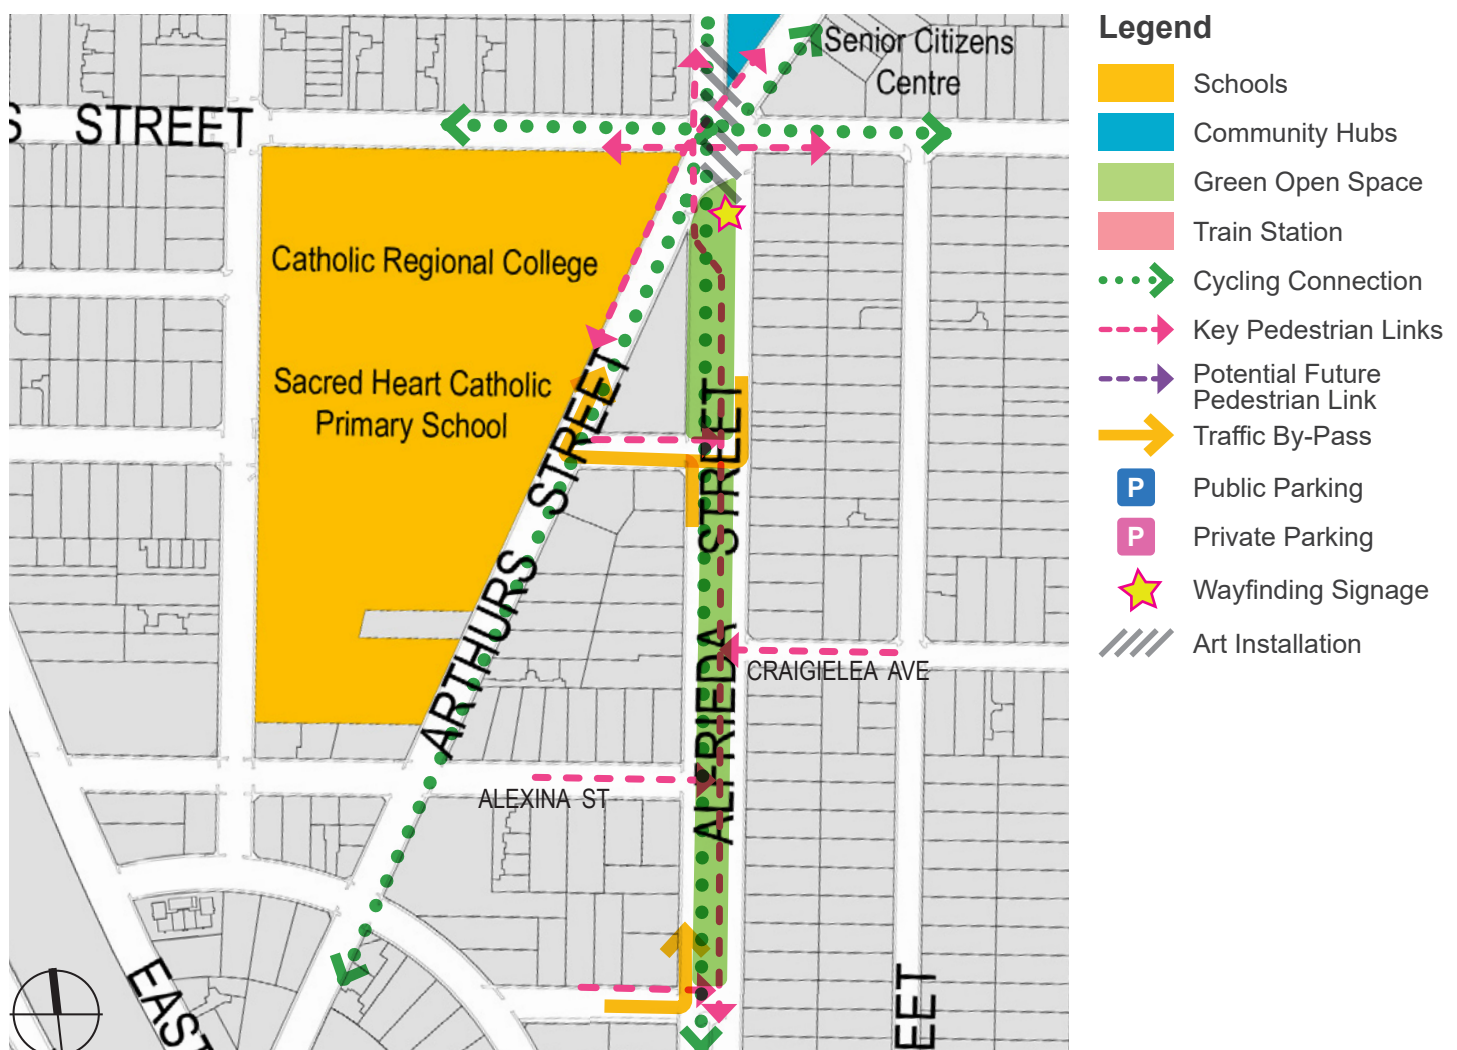 Senior Citizens
Centre
S STREET
Catholic Regional College
Sacred Heart Catholic
Primary School
ARTHURS STREET
ALFRIEDA STREET
CRAIGIELEA AVE
ALEXINA ST
EAST
EET
Legend
Schools
Community Hubs
Green Open Space
Train Station
Cycling Connection
Key Pedestrian Links
Potential Future
Pedestrian Link
Traffic By-Pass
P Public Parking
P Private Parking
Wayfinding Signage
Art Installation